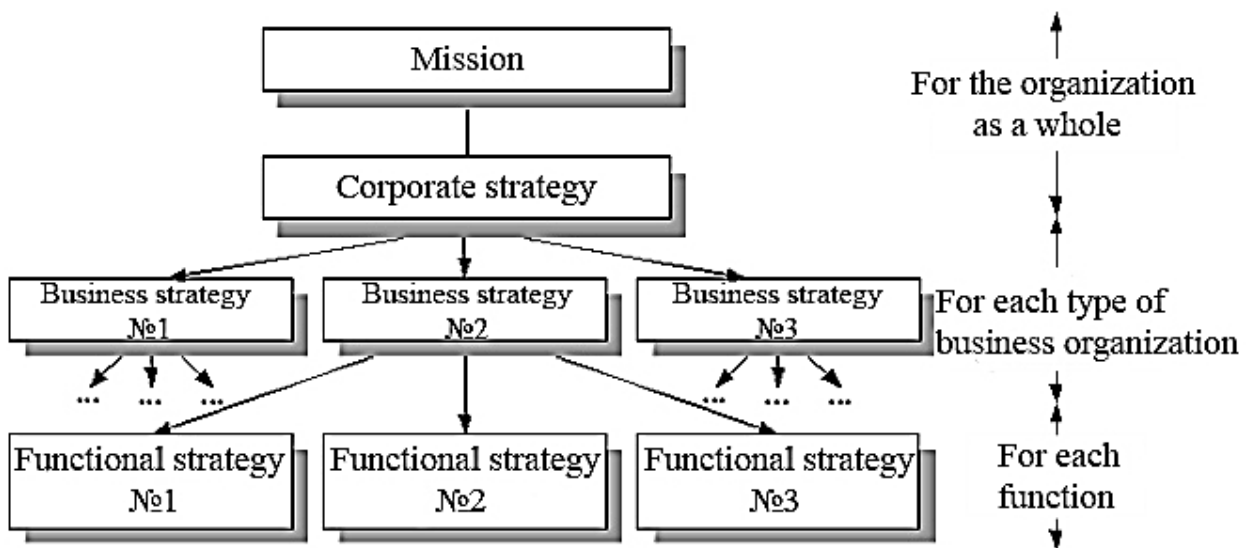 Mission
For the organization
as a whole
Corporate strategy
Business strategy
№1
Business strategy
№2
Business strategy
№3
For each type of
business organization
... ... ...
... ... ...
Functional strategy
№1
Functional strategy
№2
Functional strategy
№3
For each
function